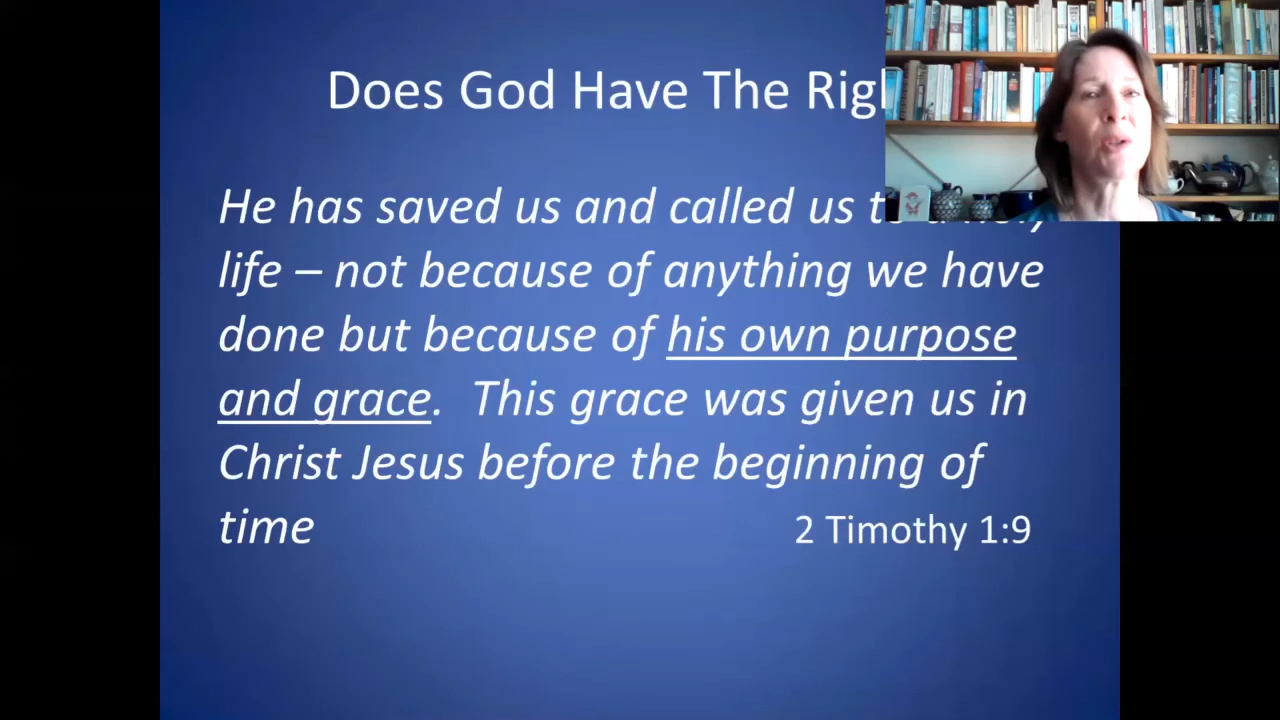 Does God Have The
He has saved us and called us
life – not because of anything we have
done but because of his own purpose
and grace. This grace was given us in
Christ Jesus before the beginning of
time
2 Timothy 1:9